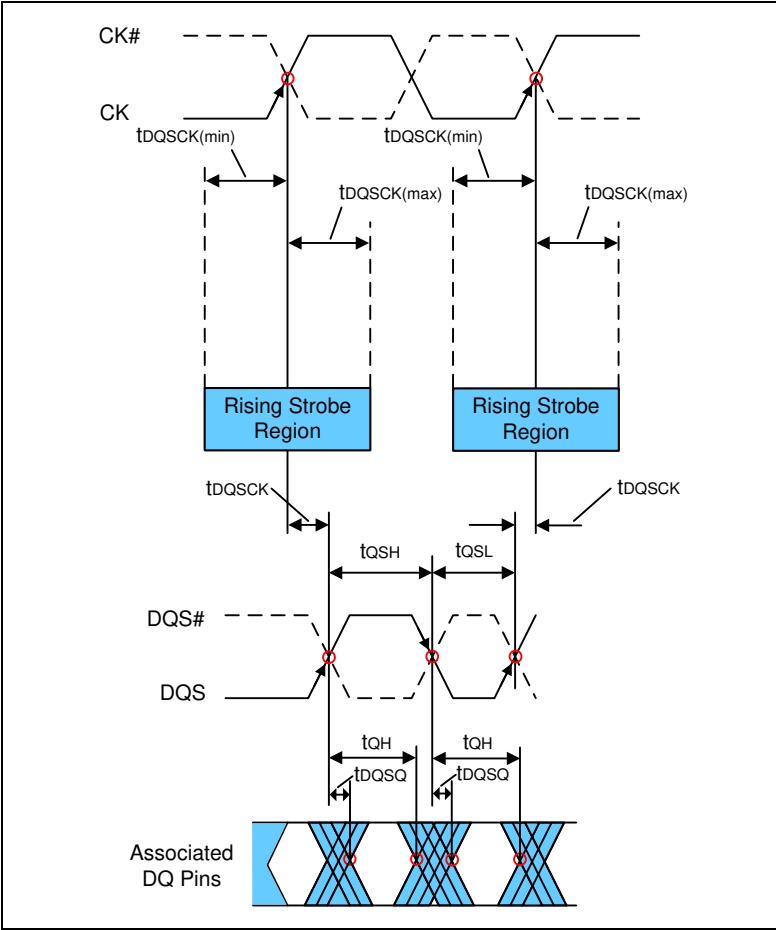 CK#
CK
tDQSCK(min)
tDQSCK(min)
tDQSCK(max)
tDQSCK(max)
Rising Strobe
Region
Rising Strobe
Region
tDQSCK
tDQSCK
tQSH
tQSL
DQS#
DQS
tQH
tQH
tDQSQ
tDQSQ
Associated
DQ Pins